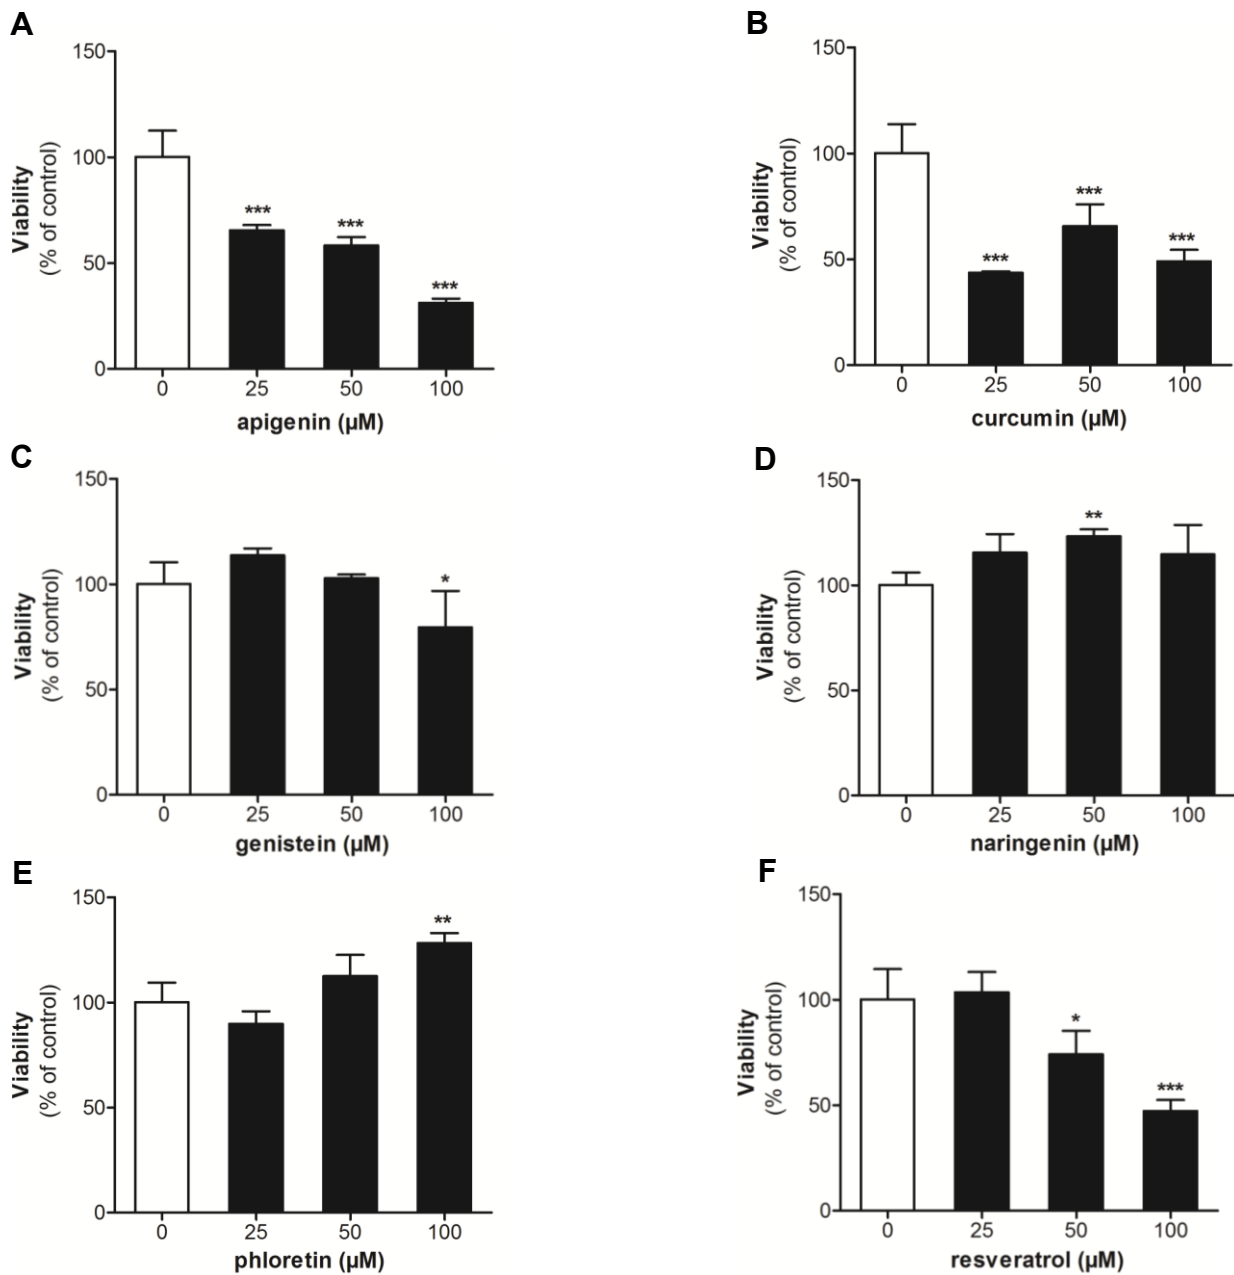 A
150
100
50
0
Viability
(% of control)
***
***
***
0 25 50 100
apigenin (µM)
B
150
100
50
0
Viability
(% of control)
***
***
***
0 25 50 100
curcumin (µM)
C
150
100
50
0
Viability
(% of control)
*
0 25 50 100
genistein (µM)
D
150
100
50
0
Viability
(% of control)
**
0 25 50 100
naringenin (µM)
E
150
100
50
0
Viability
(% of control)
**
0 25 50 100
phloretin (µM)
F
150
100
50
0
Viability
(% of control)
*
***
0 25 50 100
resveratrol (µM)